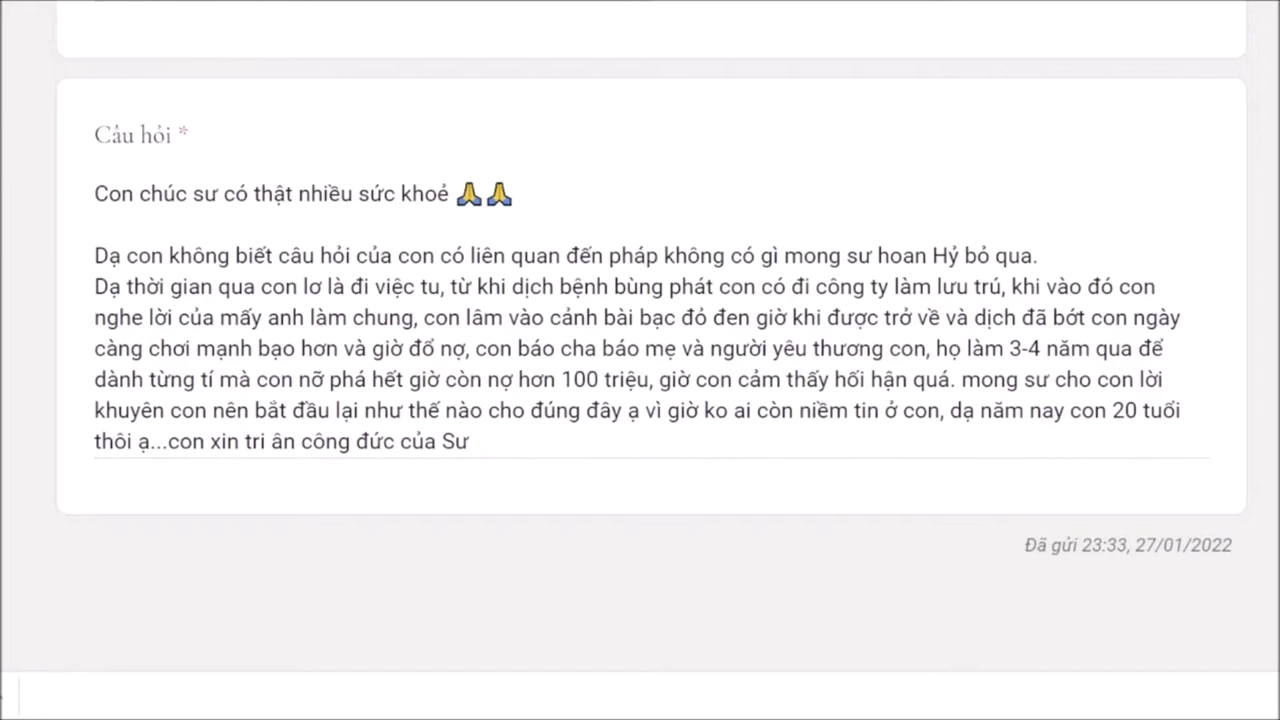 Câu hỏi *
Con chúc sư có thật nhiều sức khoẻ 🙏🙏
Dạ con không biết câu hỏi của con có liên quan đến pháp không có gì mong sư hoan Hỷ bỏ qua.
Dạ thời gian qua con lơ là đi việc tu, từ khi dịch bệnh bùng phát con có đi công ty làm lưu trú, khi vào đó con
nghe lời của mấy anh làm chung, con lâm vào cảnh bài bạc đỏ đen giờ khi được trở về và dịch đã bớt con ngày
càng chơi mạnh bạo hơn và giờ đổ nợ, con báo cha báo mẹ và người yêu thương con, họ làm 3-4 năm qua để
dành từng tí mà con nỡ phá hết giờ còn nợ hơn 100 triệu, giờ con cảm thấy hối hận quá. mong sư cho con lời
khuyên con nên bắt đầu lại như thế nào cho đúng đây ạ vì giờ ko ai còn niềm tin ở con, dạ năm nay con 20 tuổi
thôi ạ...con xin tri ân công đức của Sư
Đã gửi 23:33, 27/01/2022